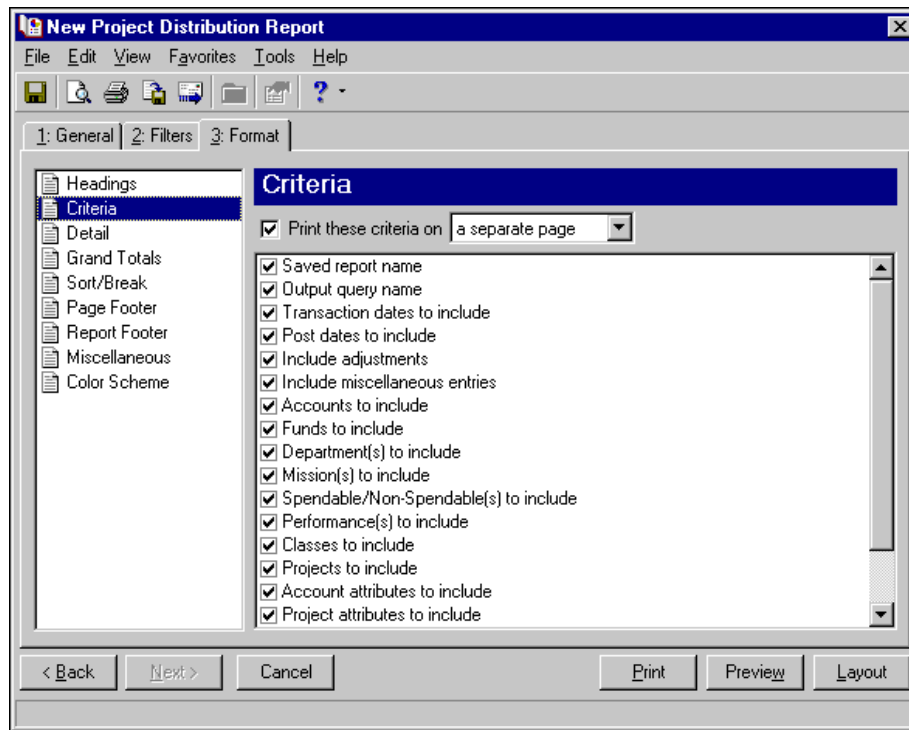 New Project Distribution Report
File Edit View Favorites Tools Help
?
1: General 2: Filters 3: Format
Headings
Criteria
Detail
Grand Totals
Sort/Break
Page Footer
Report Footer
Miscellaneous
Color Scheme
Criteria
Print these criteria on a separate page
Saved report name
Output query name
Transaction dates to include
Post dates to include
Include adjustments
Include miscellaneous entries
Accounts to include
Funds to include
Department(s) to include
Mission(s) to include
Spendable/Non-Spendable(s) to include
Performance(s) to include
Classes to include
Projects to include
Account attributes to include
Project attributes to include
< Back Next > Cancel Print Preview Layout